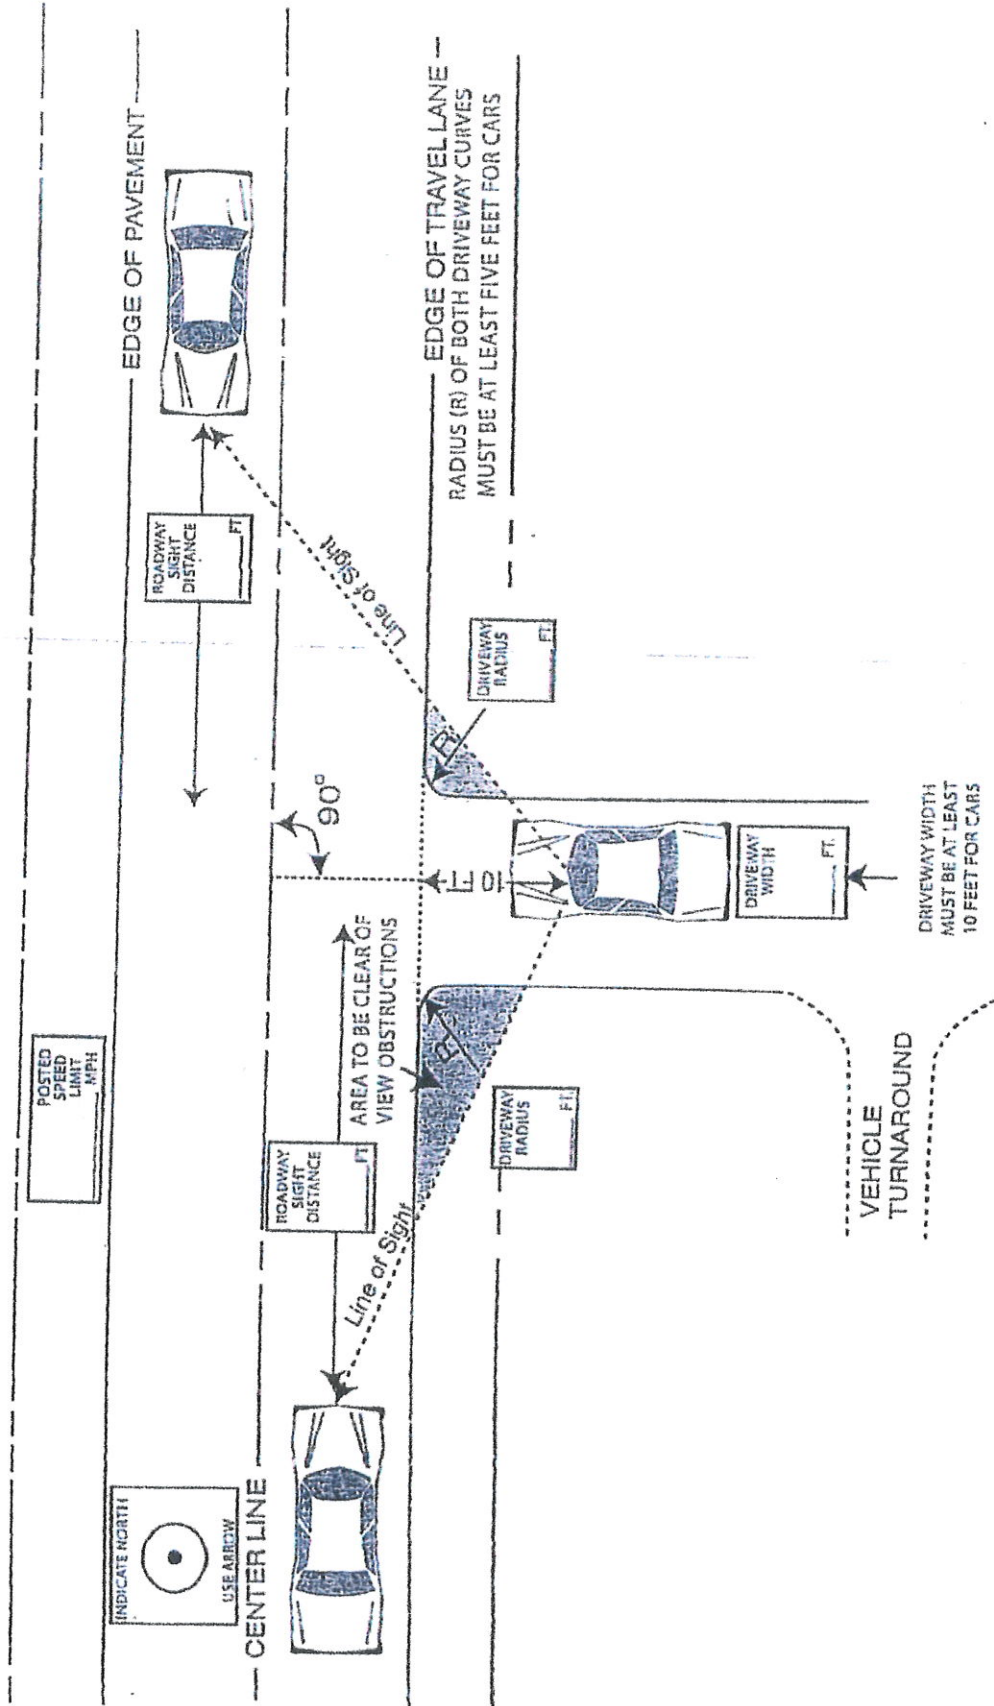 INDICATE NORTH
USE ARROW
POSTED
SPEED
LIMIT
MPH
EDGE OF PAVEMENT
CENTER LINE
ROADWAY
SIGHT
DISTANCE
FT
ROADWAY
SIGHT
DISTANCE
FT
Line of Sight
Line of Sight
AREA TO BE CLEAR OF
VIEW OBSTRUCTIONS
90°
10 FT
R
R
EDGE OF TRAVEL LANE
RADIUS (R) OF BOTH DRIVEWAY CURVES
MUST BE AT LEAST FIVE FEET FOR CARS
DRIVEWAY
RADIUS
FT.
DRIVEWAY
RADIUS
FT.
DRIVEWAY
WIDTH
FT.
DRIVEWAY WIDTH
MUST BE AT LEAST
10 FEET FOR CARS
VEHICLE
TURNAROUND